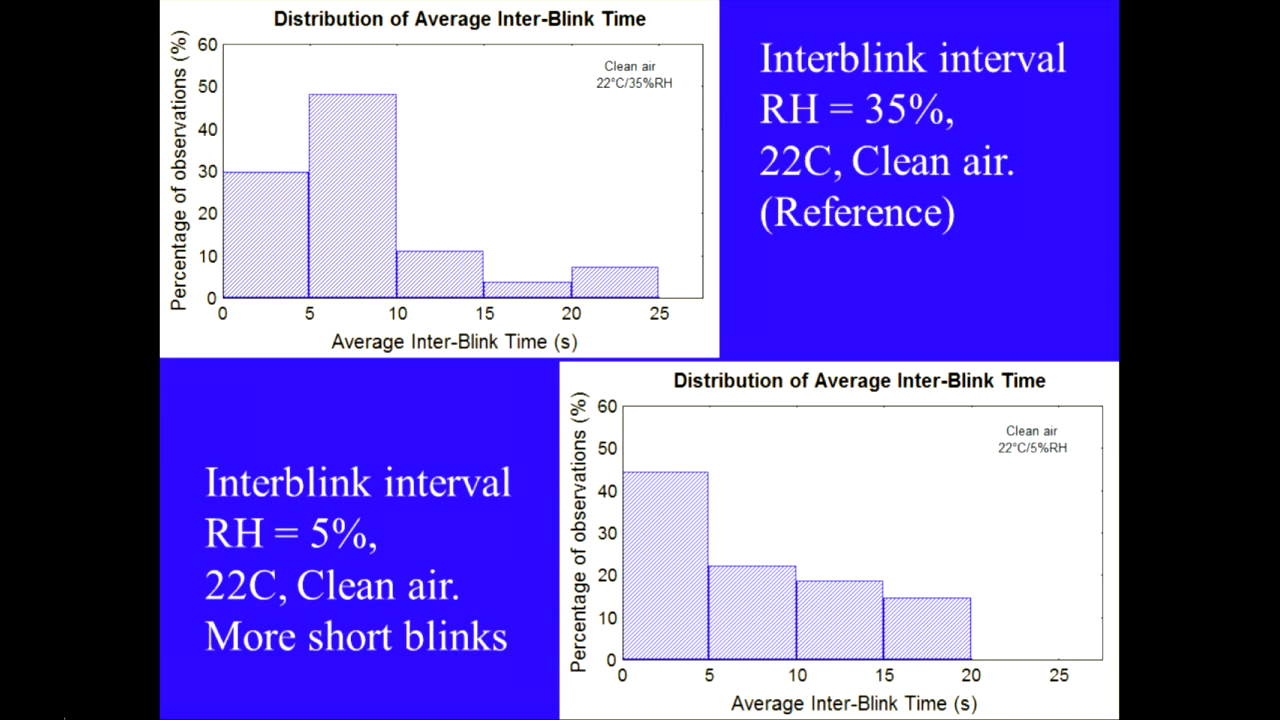 Distribution of Average Inter-Blink Time
Percentage of observations (%)
60
50
40
30
20
10
0
Clean air
22°C/35%RH
0 5 10 15 20 25
Average Inter-Blink Time (s)
Interblink interval
RH = 35%,
22C, Clean air.
(Reference)
Interblink interval
RH = 5%,
22C, Clean air.
More short blinks
Distribution of Average Inter-Blink Time
Percentage of observations (%)
60
50
40
30
20
10
0
Clean air
22°C/5%RH
0 5 10 15 20 25
Average Inter-Blink Time (s)